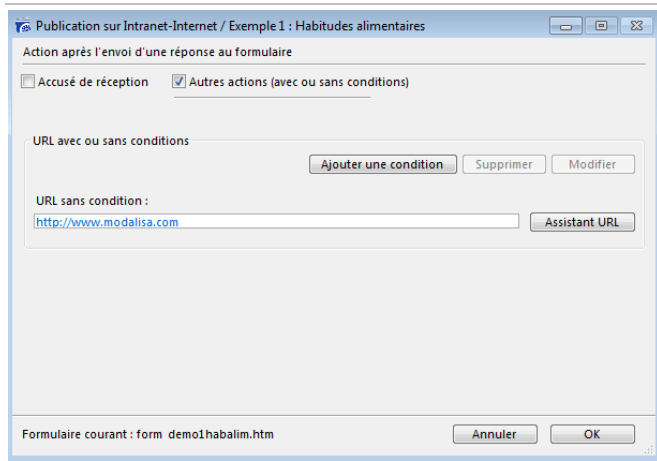 Publication sur Intranet-Internet / Exemple 1 : Habitudes alimentaires
Action après l'envoi d'une réponse au formulaire
Accusé de réception Autres actions (avec ou sans conditions)
URL avec ou sans conditions
Ajouter une condition Supprimer Modifier
URL sans condition :
http://www.modalisa.com Assistant URL
Formulaire courant : form demo1habalim.htm Annuler OK